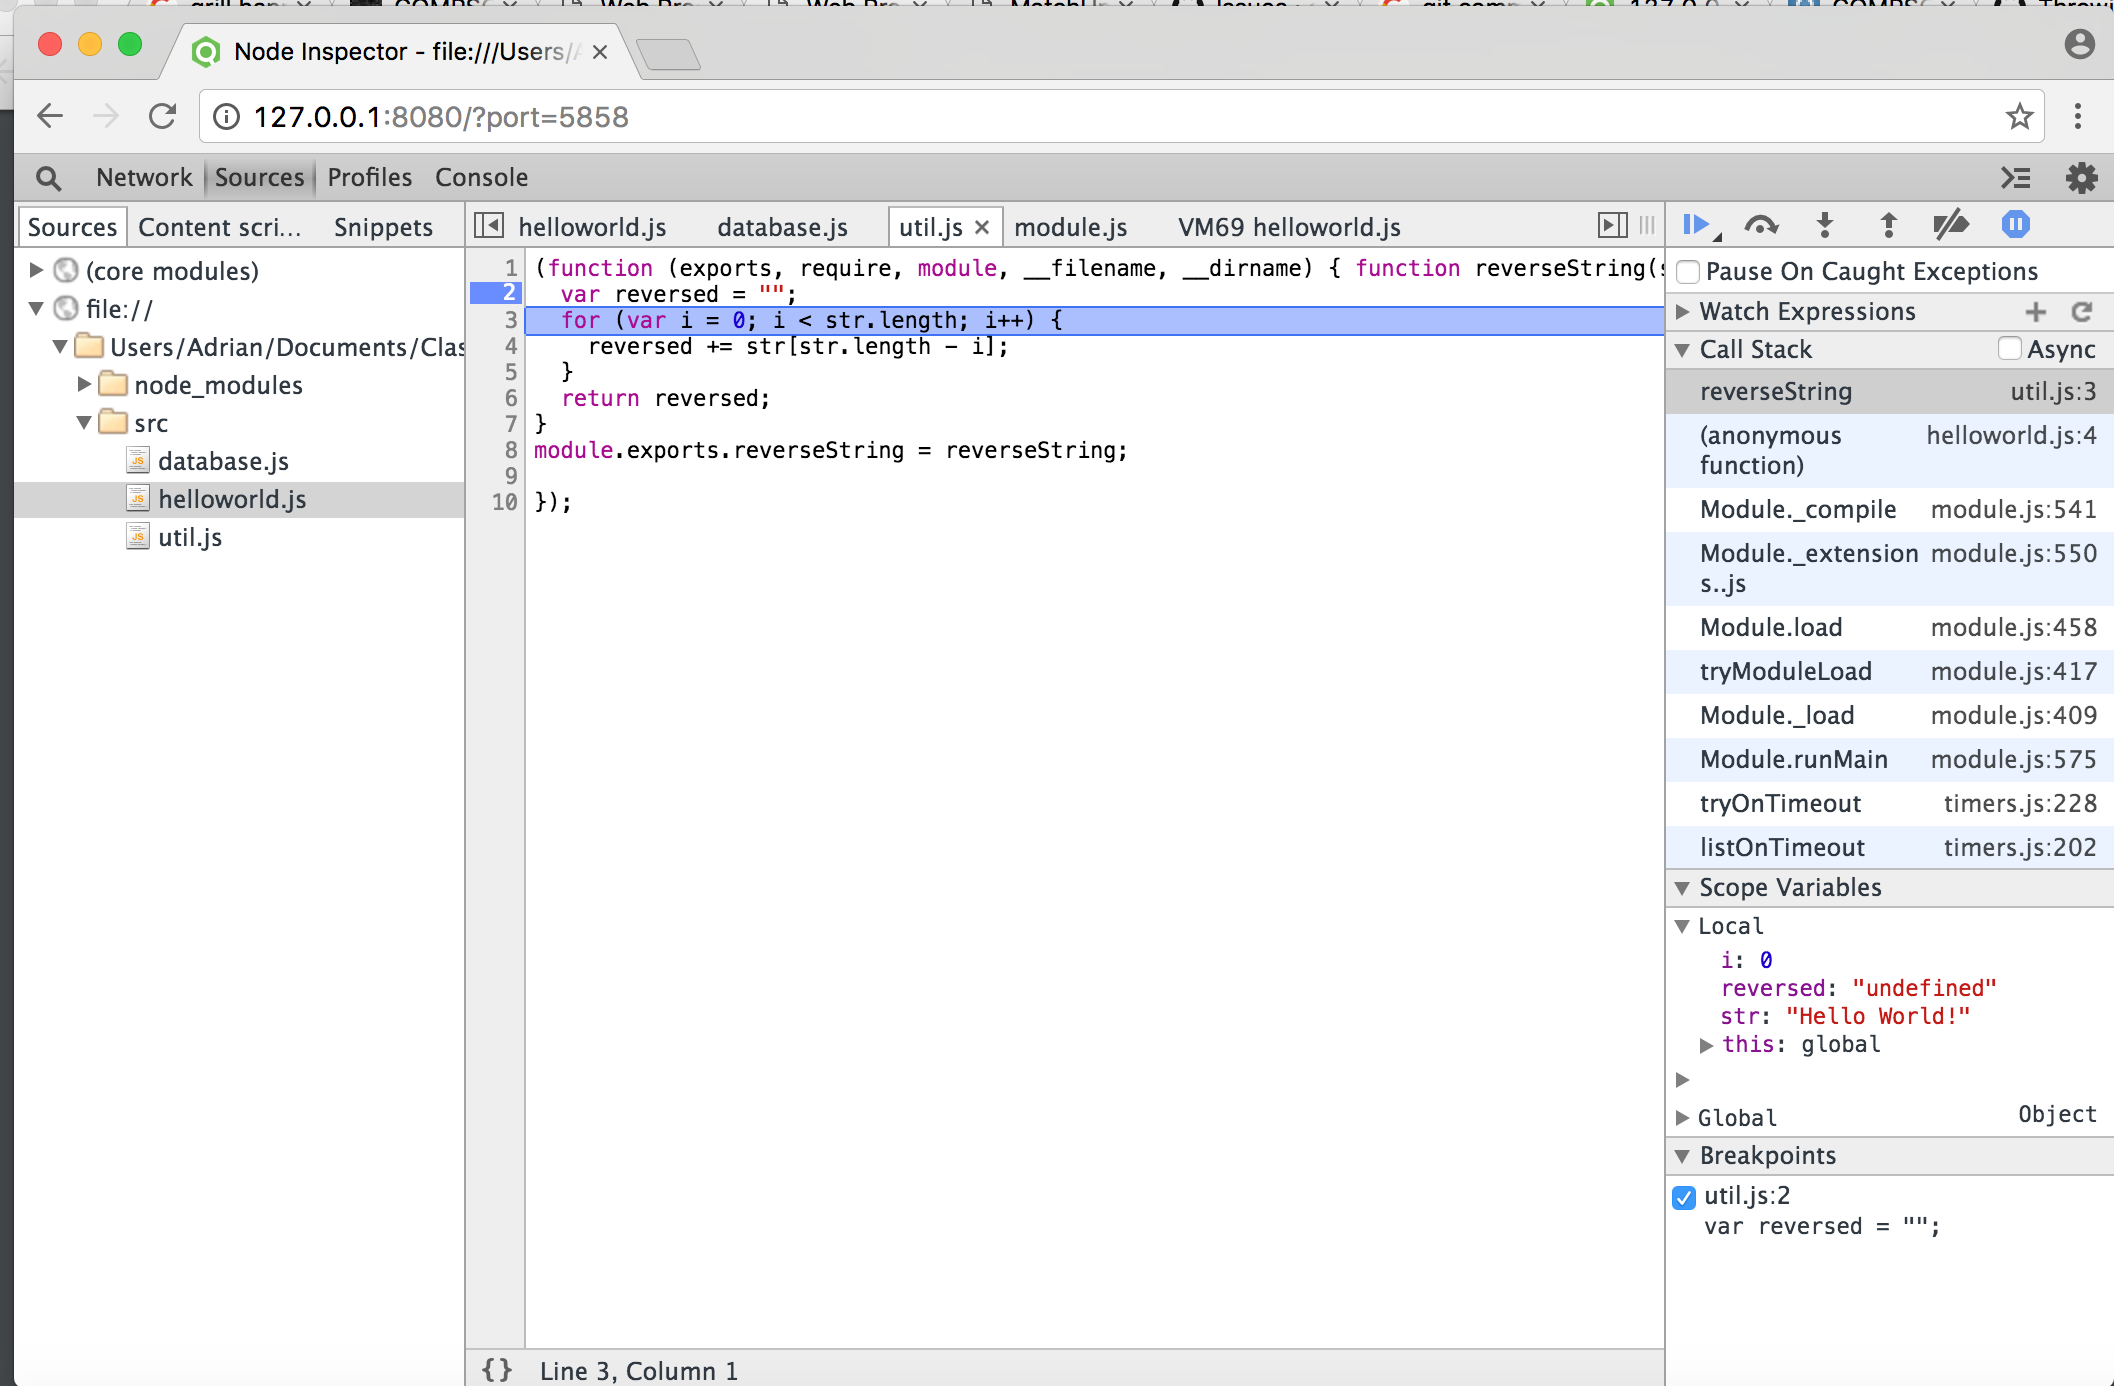 Node Inspector - file:///Users/
127.0.0.1:8080/?port=5858
Network Sources Profiles Console
Sources Content scri... Snippets
helloworld.js database.js util.js × module.js VM69 helloworld.js
(core modules)
file://
Users/Adrian/Documents/Clas
node_modules
src
database.js
helloworld.js
util.js
1 (function (exports, require, module, __filename, __dirname) { function reverseString(
2 var reversed = "";
3 for (var i = 0; i < str.length; i++) {
4 reversed += str[str.length - i];
5 }
6 return reversed;
7 }
8 module.exports.reverseString = reverseString;
9
10 });
{} Line 3, Column 1
Pause On Caught Exceptions
Watch Expressions
Call Stack Async
reverseString util.js:3
(anonymous helloworld.js:4
function)
Module._compile module.js:541
Module._extension module.js:550
s..js
Module.load module.js:458
tryModuleLoad module.js:417
Module._load module.js:409
Module.runMain module.js:575
tryOnTimeout timers.js:228
listOnTimeout timers.js:202
Scope Variables
Local
i: 0
reversed: "undefined"
str: "Hello World!"
this: global
Global Object
Breakpoints
util.js:2
var reversed = "";